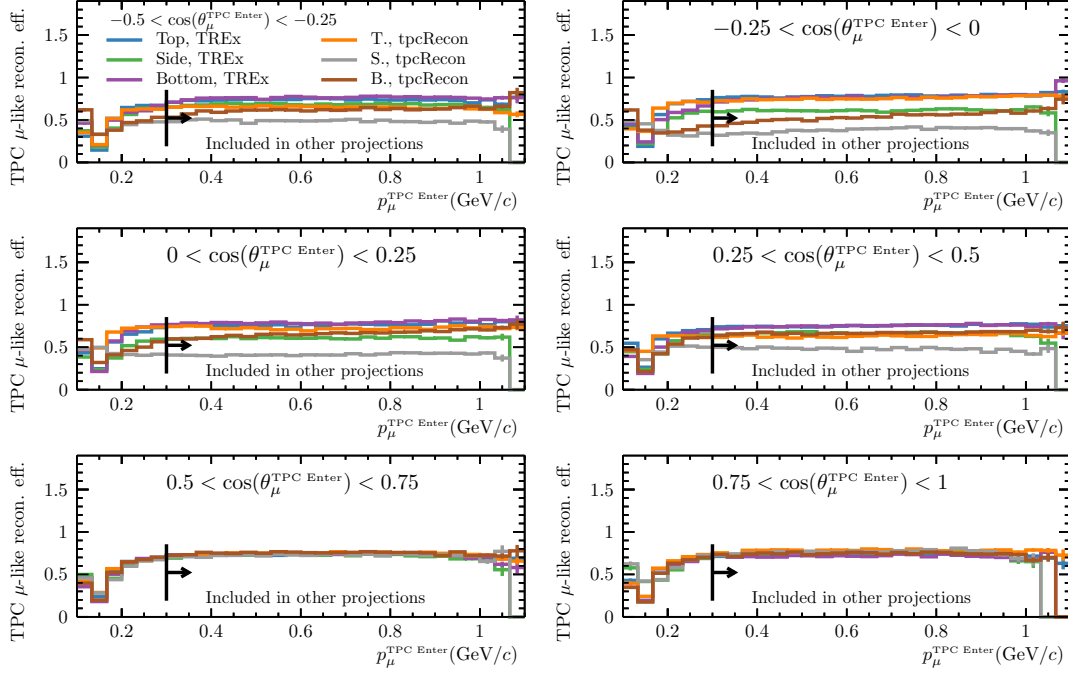 −0.5 < cos(θ_μ^TPC Enter) < −0.25
Top, TREx
Side, TREx
Bottom, TREx
T., tpcRecon
S., tpcRecon
B., tpcRecon
TPC μ-like recon. eff.
1.5
1
0.5
0
Included in other projections
0.2 0.4 0.6 0.8 1
p_μ^TPC Enter(GeV/c)
−0.25 < cos(θ_μ^TPC Enter) < 0
TPC μ-like recon. eff.
1.5
1
0.5
0
Included in other projections
0.2 0.4 0.6 0.8 1
p_μ^TPC Enter(GeV/c)
0 < cos(θ_μ^TPC Enter) < 0.25
TPC μ-like recon. eff.
1.5
1
0.5
0
Included in other projections
0.2 0.4 0.6 0.8 1
p_μ^TPC Enter(GeV/c)
0.25 < cos(θ_μ^TPC Enter) < 0.5
TPC μ-like recon. eff.
1.5
1
0.5
0
Included in other projections
0.2 0.4 0.6 0.8 1
p_μ^TPC Enter(GeV/c)
0.5 < cos(θ_μ^TPC Enter) < 0.75
TPC μ-like recon. eff.
1.5
1
0.5
0
Included in other projections
0.2 0.4 0.6 0.8 1
p_μ^TPC Enter(GeV/c)
0.75 < cos(θ_μ^TPC Enter) < 1
TPC μ-like recon. eff.
1.5
1
0.5
0
Included in other projections
0.2 0.4 0.6 0.8 1
p_μ^TPC Enter(GeV/c)